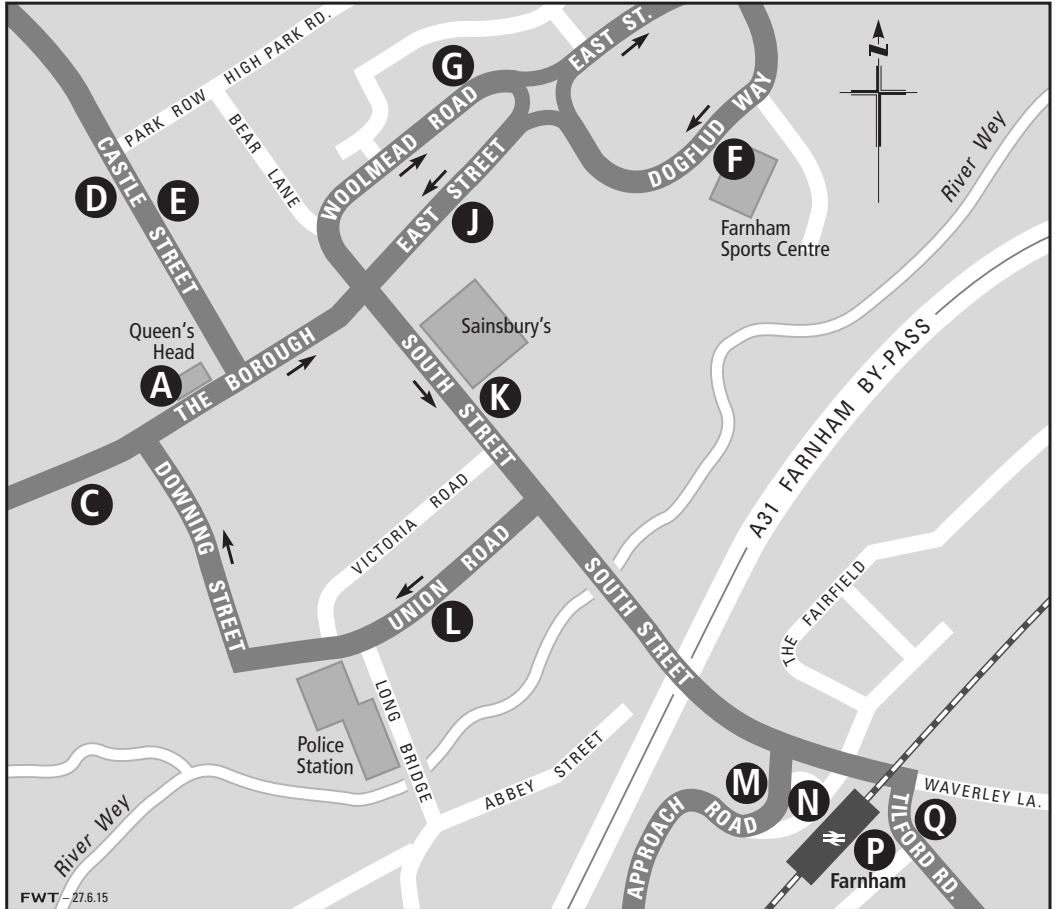 HIGH PARK RD.
PARK ROW
G
EAST ST.
N
CASTLE STREET
BEAR LANE
WOOLMEAD ROAD
DOGFLUD WAY
River Wey
D
E
F
EAST STREET
J
Farnham
Sports Centre
Queen's
Head
A
THE BOROUGH
Sainsbury's
SOUTH STREET
K
A31 FARNHAM BY-PASS
C
DOWNING STREET
VICTORIA ROAD
UNION ROAD
L
SOUTH STREET
THE FAIRFIELD
Police
Station
LONG BRIDGE
ABBEY STREET
M
N
WAVERLEY LA.
River Wey
APPROACH ROAD
P
Q
TILFORD RD.
Farnham
FWT – 27.6.15